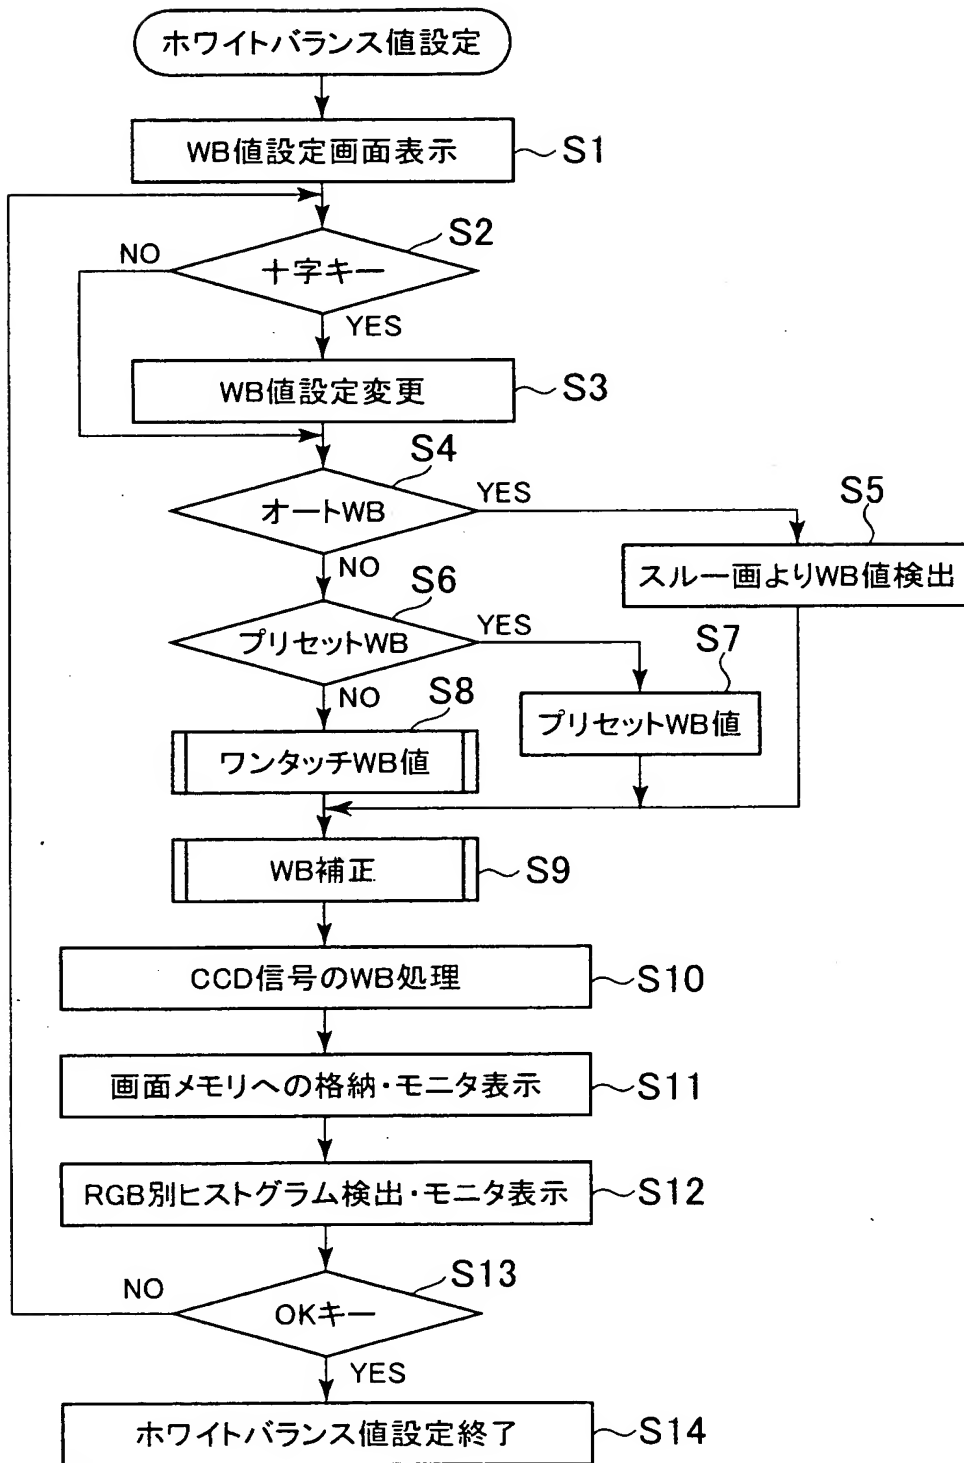 ホワイトバランス値設定
WB値設定画面表示
S1
S2
NO
十字キー
YES
WB値設定変更
S3
S4
オートWB
YES
S5
NO
スルー画よりWB値検出
S6
プリセットWB
YES
S7
NO
S8
プリセットWB値
ワンタッチWB値
WB補正
S9
CCD信号のWB処理
S10
画面メモリへの格納・モニタ表示
S11
RGB別ヒストグラム検出・モニタ表示
S12
NO
S13
OKキー
YES
ホワイトバランス値設定終了
S14